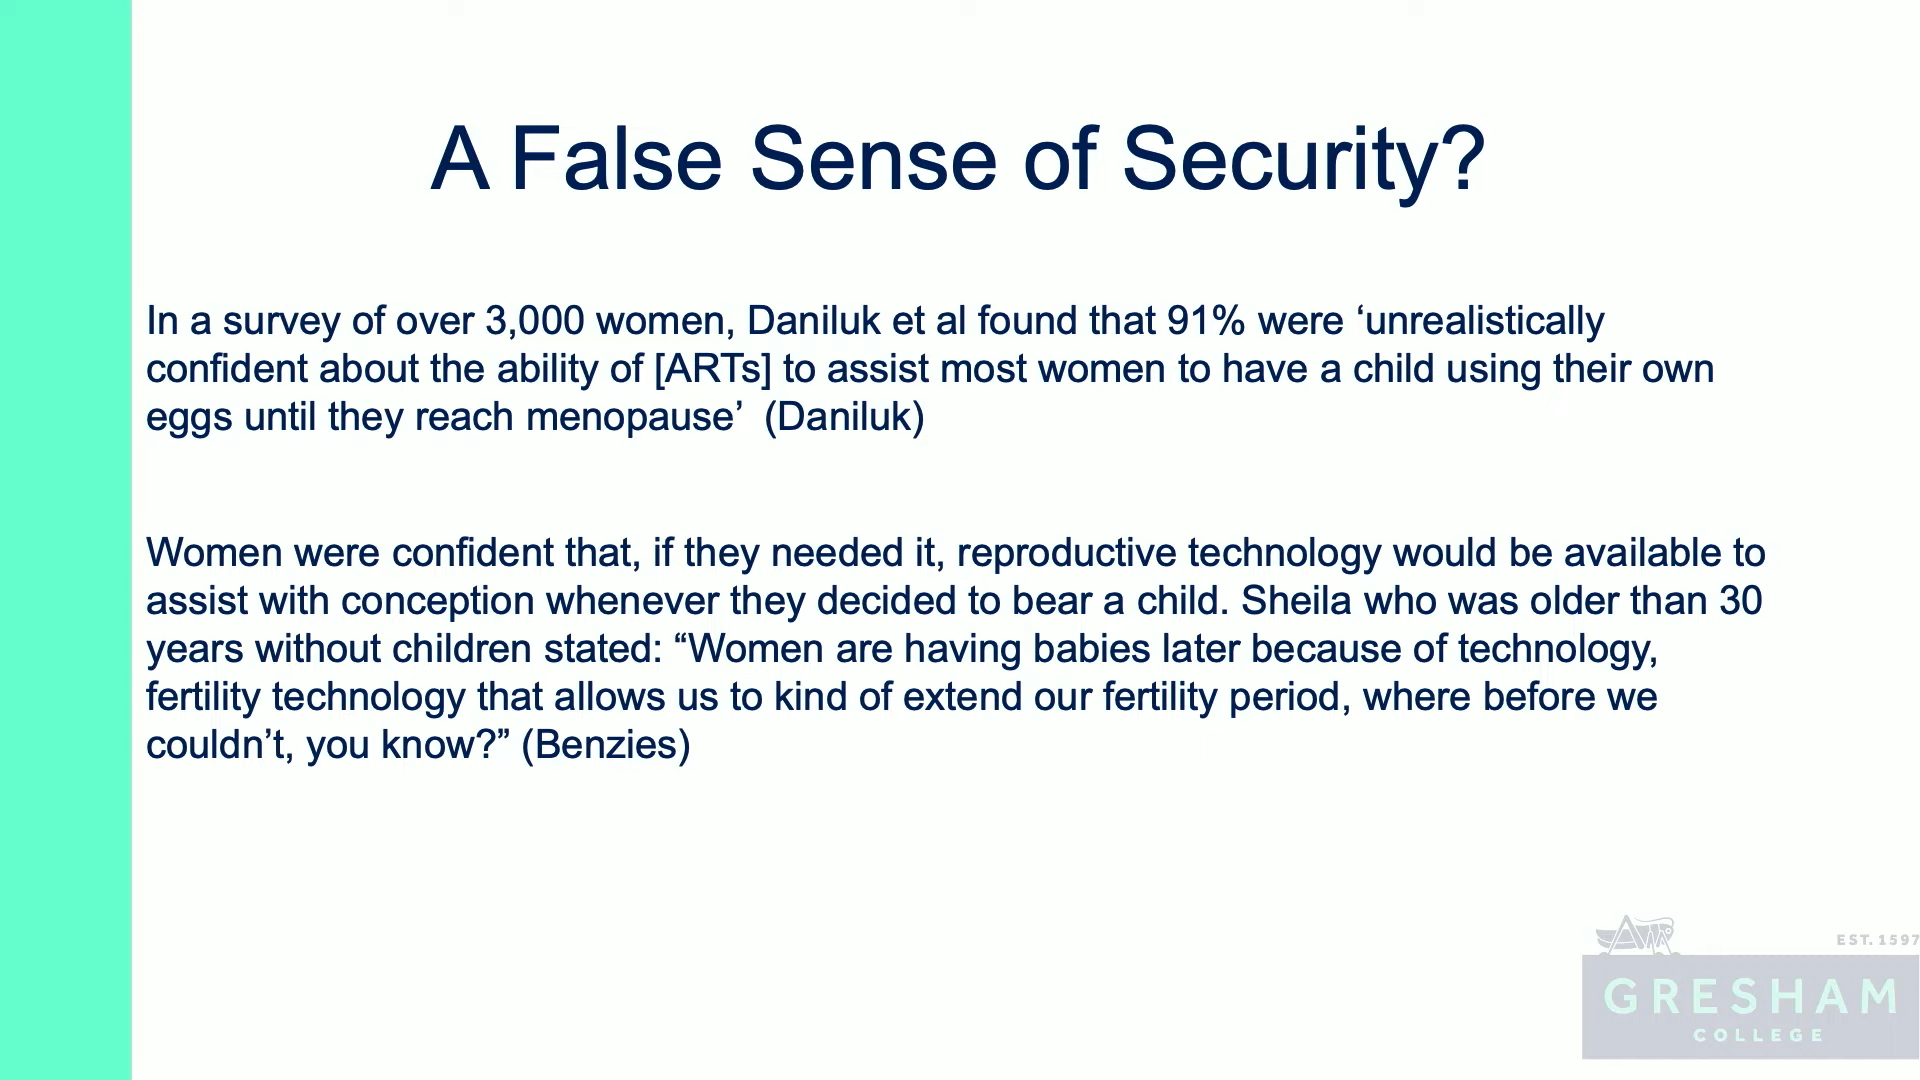 A False Sense of Security?
In a survey of over 3,000 women, Daniluk et al found that 91% were ‘unrealistically
confident about the ability of [ARTs] to assist most women to have a child using their own
eggs until they reach menopause’  (Daniluk)
Women were confident that, if they needed it, reproductive technology would be available to
assist with conception whenever they decided to bear a child. Sheila who was older than 30
years without children stated: “Women are having babies later because of technology,
fertility technology that allows us to kind of extend our fertility period, where before we
couldn’t, you know?” (Benzies)
EST. 1597
GRESHAM
COLLEGE